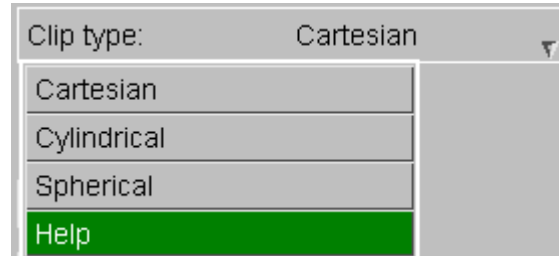 Clip type: Cartesian
Cartesian
Cylindrical
Spherical
Help